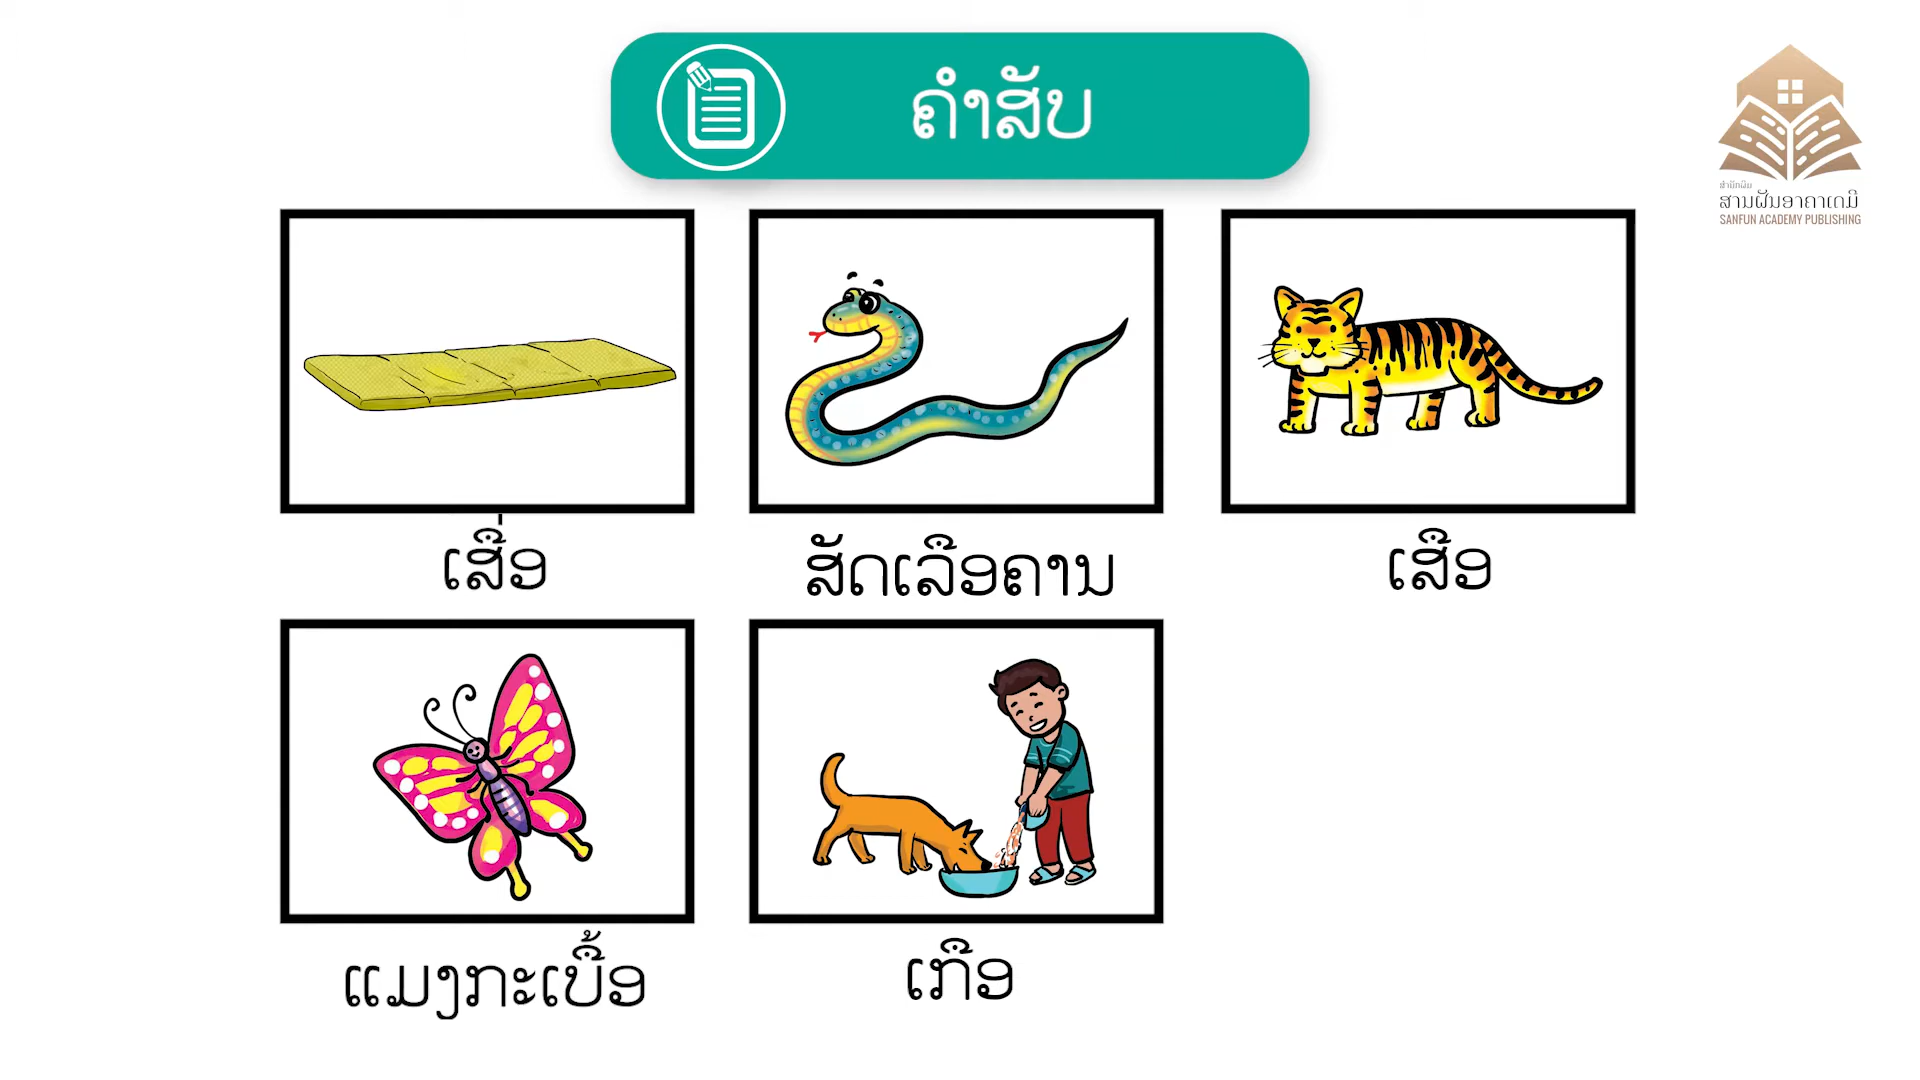 ຄຳສັບ
ສຳນັກພິມ
ສານຝັນອາຄາເດມີ
SANFUN ACADEMY PUBLISHING
ເສື່ອ
ສັດເລືອຄານ
ເສືອ
ແມງກະເບື້ອ
ເກືອ